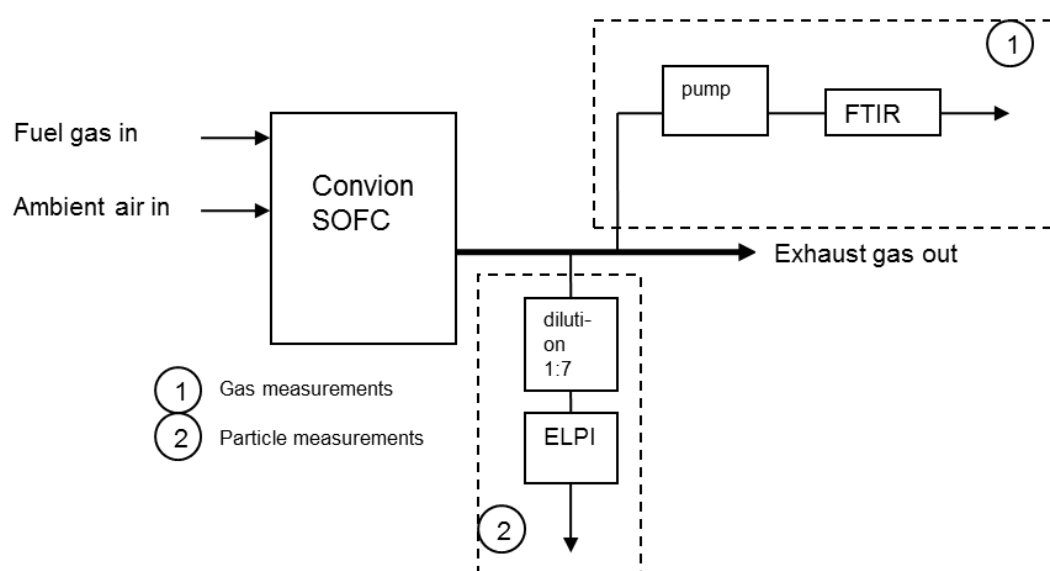 1
pump
FTIR
Fuel gas in
Ambient air in
Convion
SOFC
Exhaust gas out
diluti-
on
1:7
ELPI
2
1 Gas measurements
2 Particle measurements